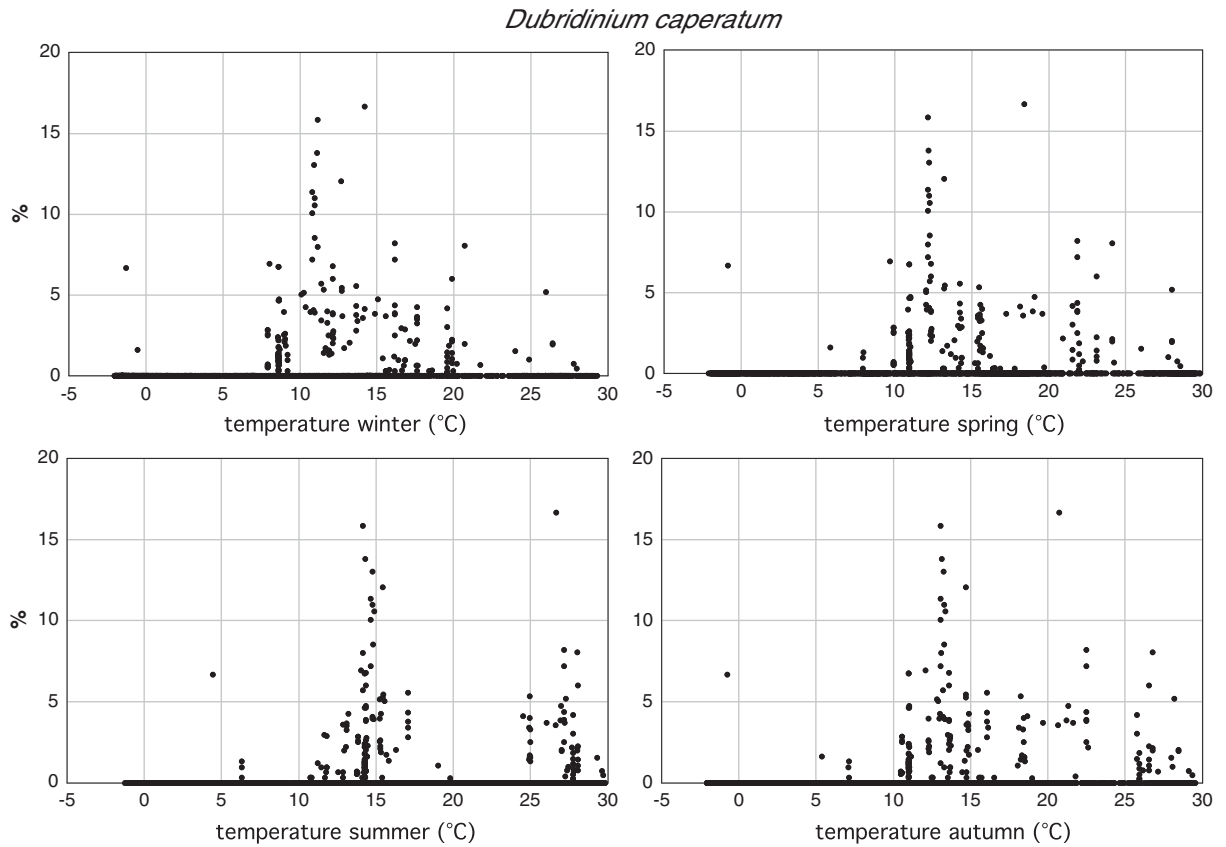 Dubridinium caperatum
20
15
10
5
0
%
-5 0 5 10 15 20 25 30
temperature winter (°C)
20
15
10
5
0
-5 0 5 10 15 20 25 30
temperature spring (°C)
20
15
10
5
0
%
-5 0 5 10 15 20 25 30
temperature summer (°C)
20
15
10
5
0
-5 0 5 10 15 20 25 30
temperature autumn (°C)